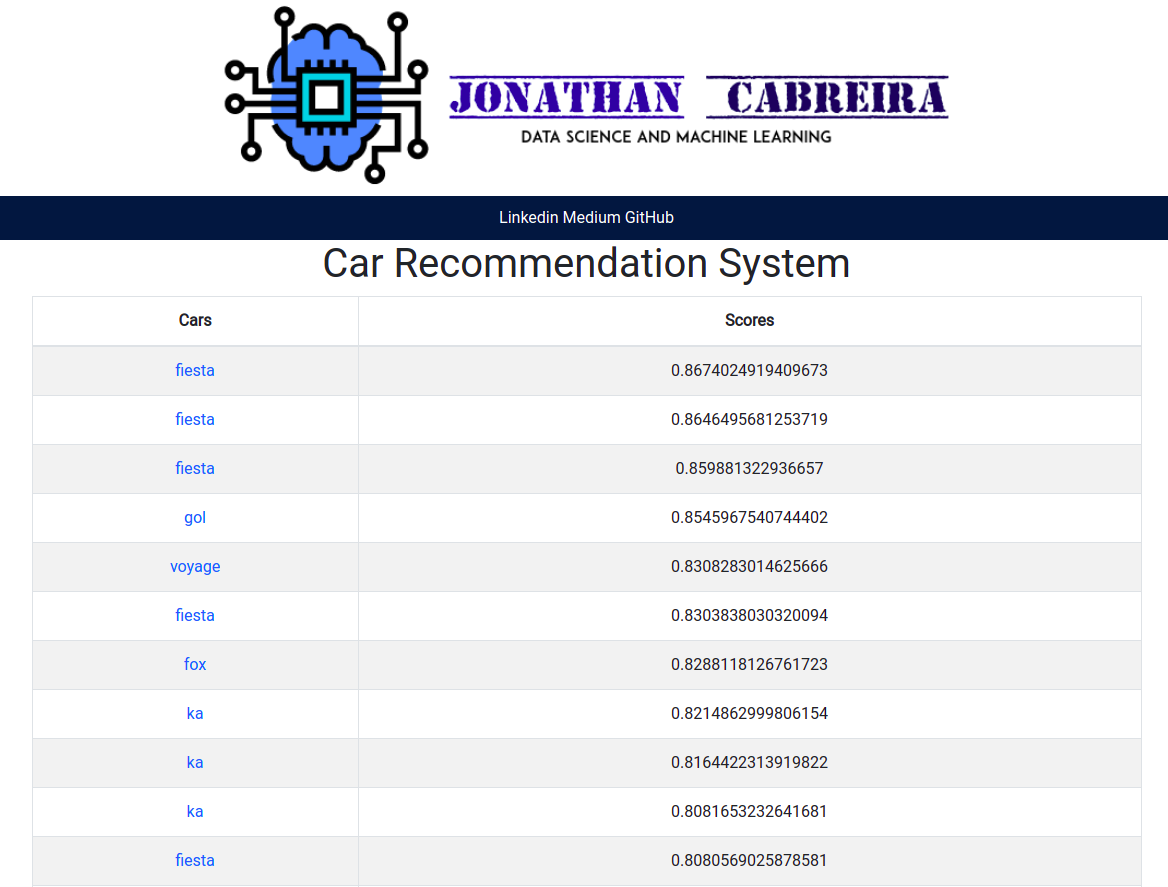 JONATHAN CABREIRA
DATA SCIENCE AND MACHINE LEARNING
Linkedin Medium GitHub
Car Recommendation System
Cars Scores
fiesta 0.8674024919409673
fiesta 0.8646495681253719
fiesta 0.859881322936657
gol 0.8545967540744402
voyage 0.8308283014625666
fiesta 0.8303838030320094
fox 0.8288118126761723
ka 0.8214862999806154
ka 0.8164422313919822
ka 0.8081653232641681
fiesta 0.8080569025878581